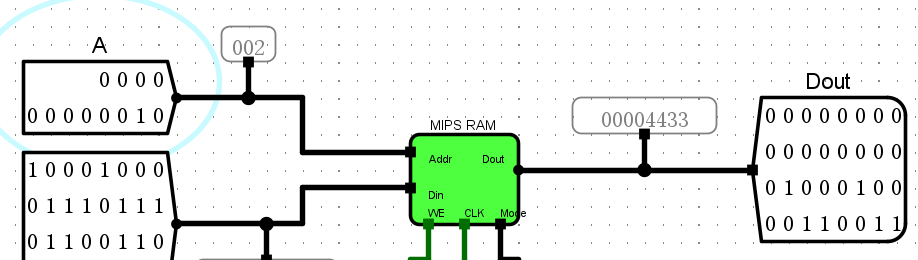 A
0 0 0 0
0 0 0 0 0 0 1 0
002
1 0 0 0 1 0 0 0
0 1 1 1 0 1 1 1
0 1 1 0 0 1 1 0
MIPS RAM
Addr Dout
Din
WE CLK Mode
00004433
Dout
0 0 0 0 0 0 0 0
0 0 0 0 0 0 0 0
0 1 0 0 0 1 0 0
0 0 1 1 0 0 1 1